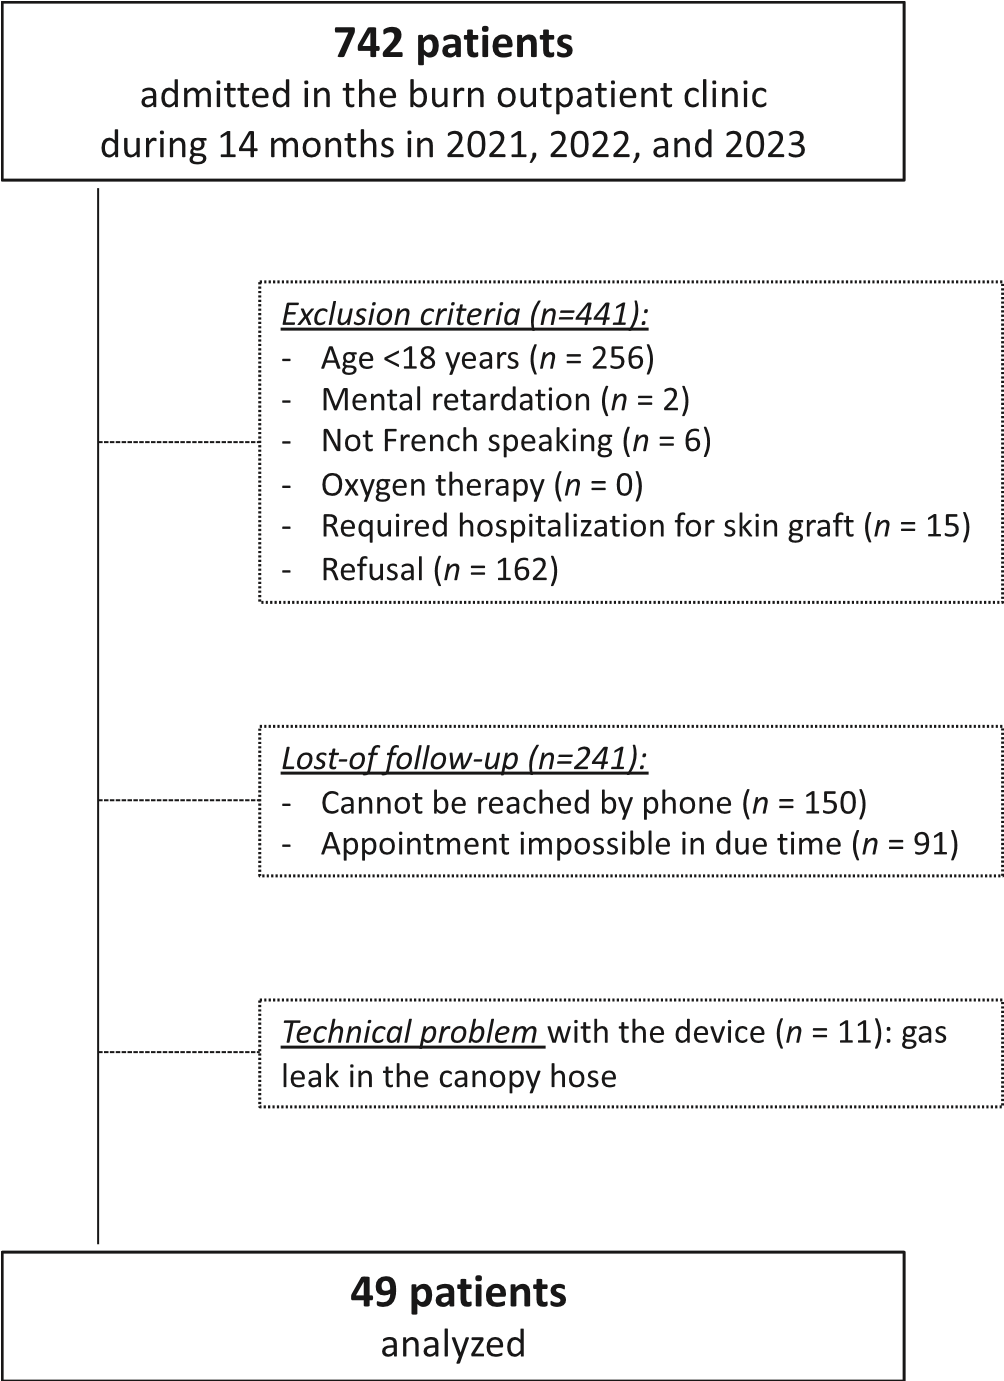 742 patients
admitted in the burn outpatient clinic
during 14 months in 2021, 2022, and 2023
Exclusion criteria (n=441):
- Age <18 years (n = 256)
- Mental retardation (n = 2)
- Not French speaking (n = 6)
- Oxygen therapy (n = 0)
- Required hospitalization for skin graft (n = 15)
- Refusal (n = 162)
Lost-of follow-up (n=241):
- Cannot be reached by phone (n = 150)
- Appointment impossible in due time (n = 91)
Technical problem with the device (n = 11): gas
leak in the canopy hose
49 patients
analyzed